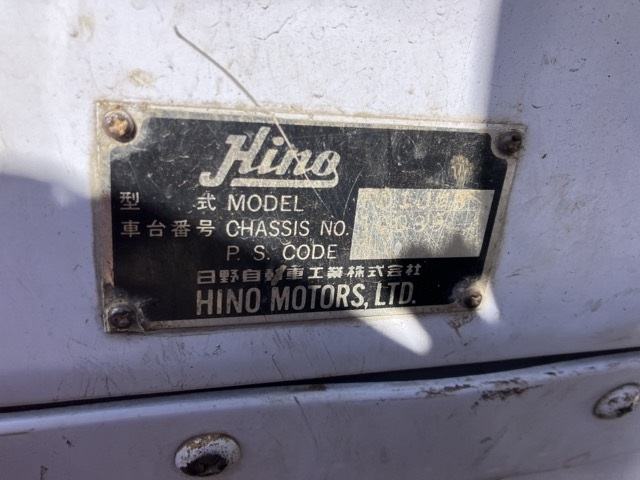 Hino
型 式 MODEL
車台番号 CHASSIS NO.
P. S. CODE
日野自動車工業株式会社
HINO MOTORS, LTD.